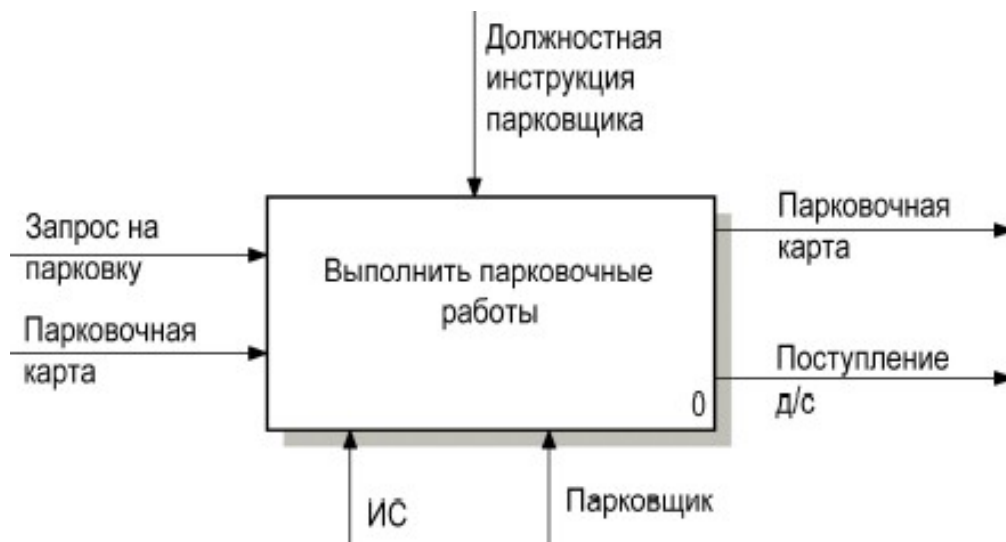 Должностная
инструкция
парковщика
Запрос на
парковку
Парковочная
карта
Выполнить парковочные
работы
0
Парковочная
карта
Поступление
д/с
ИС
Парковщик